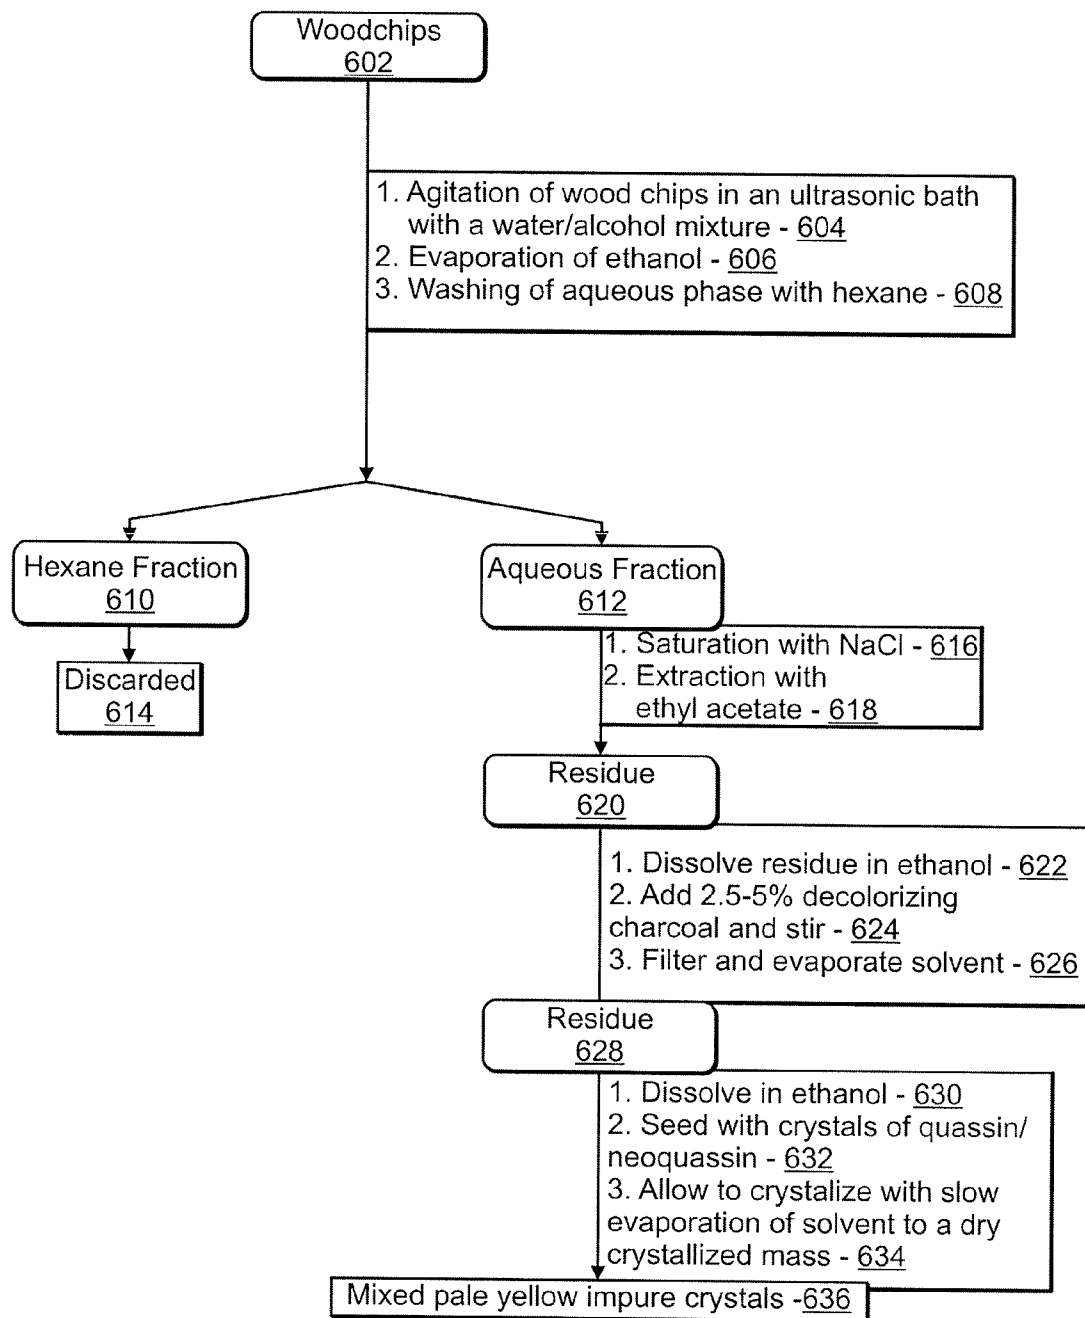 Woodchips
602
1. Agitation of wood chips in an ultrasonic bath
with a water/alcohol mixture - 604
2. Evaporation of ethanol - 606
3. Washing of aqueous phase with hexane - 608
Hexane Fraction
610
Aqueous Fraction
612
Discarded
614
1. Saturation with NaCl - 616
2. Extraction with
ethyl acetate - 618
Residue
620
1. Dissolve residue in ethanol - 622
2. Add 2.5-5% decolorizing
charcoal and stir - 624
3. Filter and evaporate solvent - 626
Residue
628
1. Dissolve in ethanol - 630
2. Seed with crystals of quassin/
neoquassin - 632
3. Allow to crystalize with slow
evaporation of solvent to a dry
crystallized mass - 634
Mixed pale yellow impure crystals -636